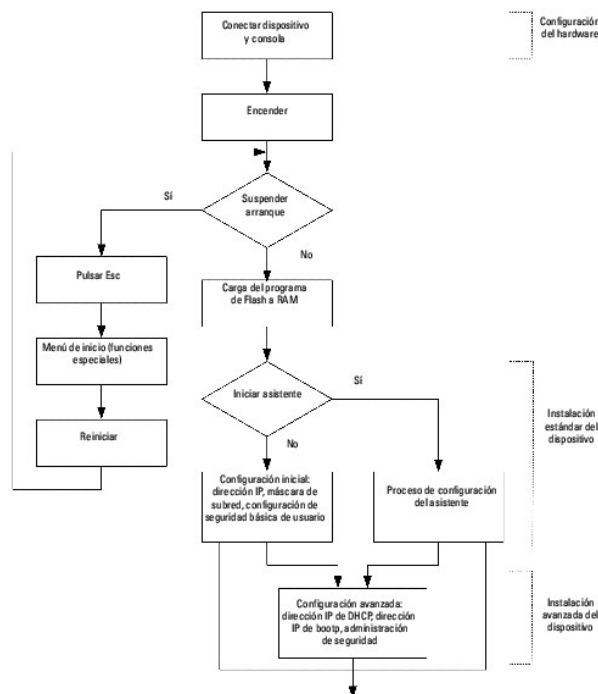 Conectar dispositivo
y consola
Configuración
del hardware
Encender
Suspender
arranque
Sí
No
Pulsar Esc
Carga del programa
de Flash a RAM
Menú de inicio (funciones
especiales)
Iniciar asistente
Sí
No
Reiniciar
Instalación
estándar del
dispositivo
Configuración inicial:
dirección IP, máscara de
subred, configuración de
seguridad básica de usuario
Proceso de configuración
del asistente
Configuración avanzada:
dirección IP de DHCP, dirección
IP de bootp, administración
de seguridad
Instalación
avanzada del
dispositivo